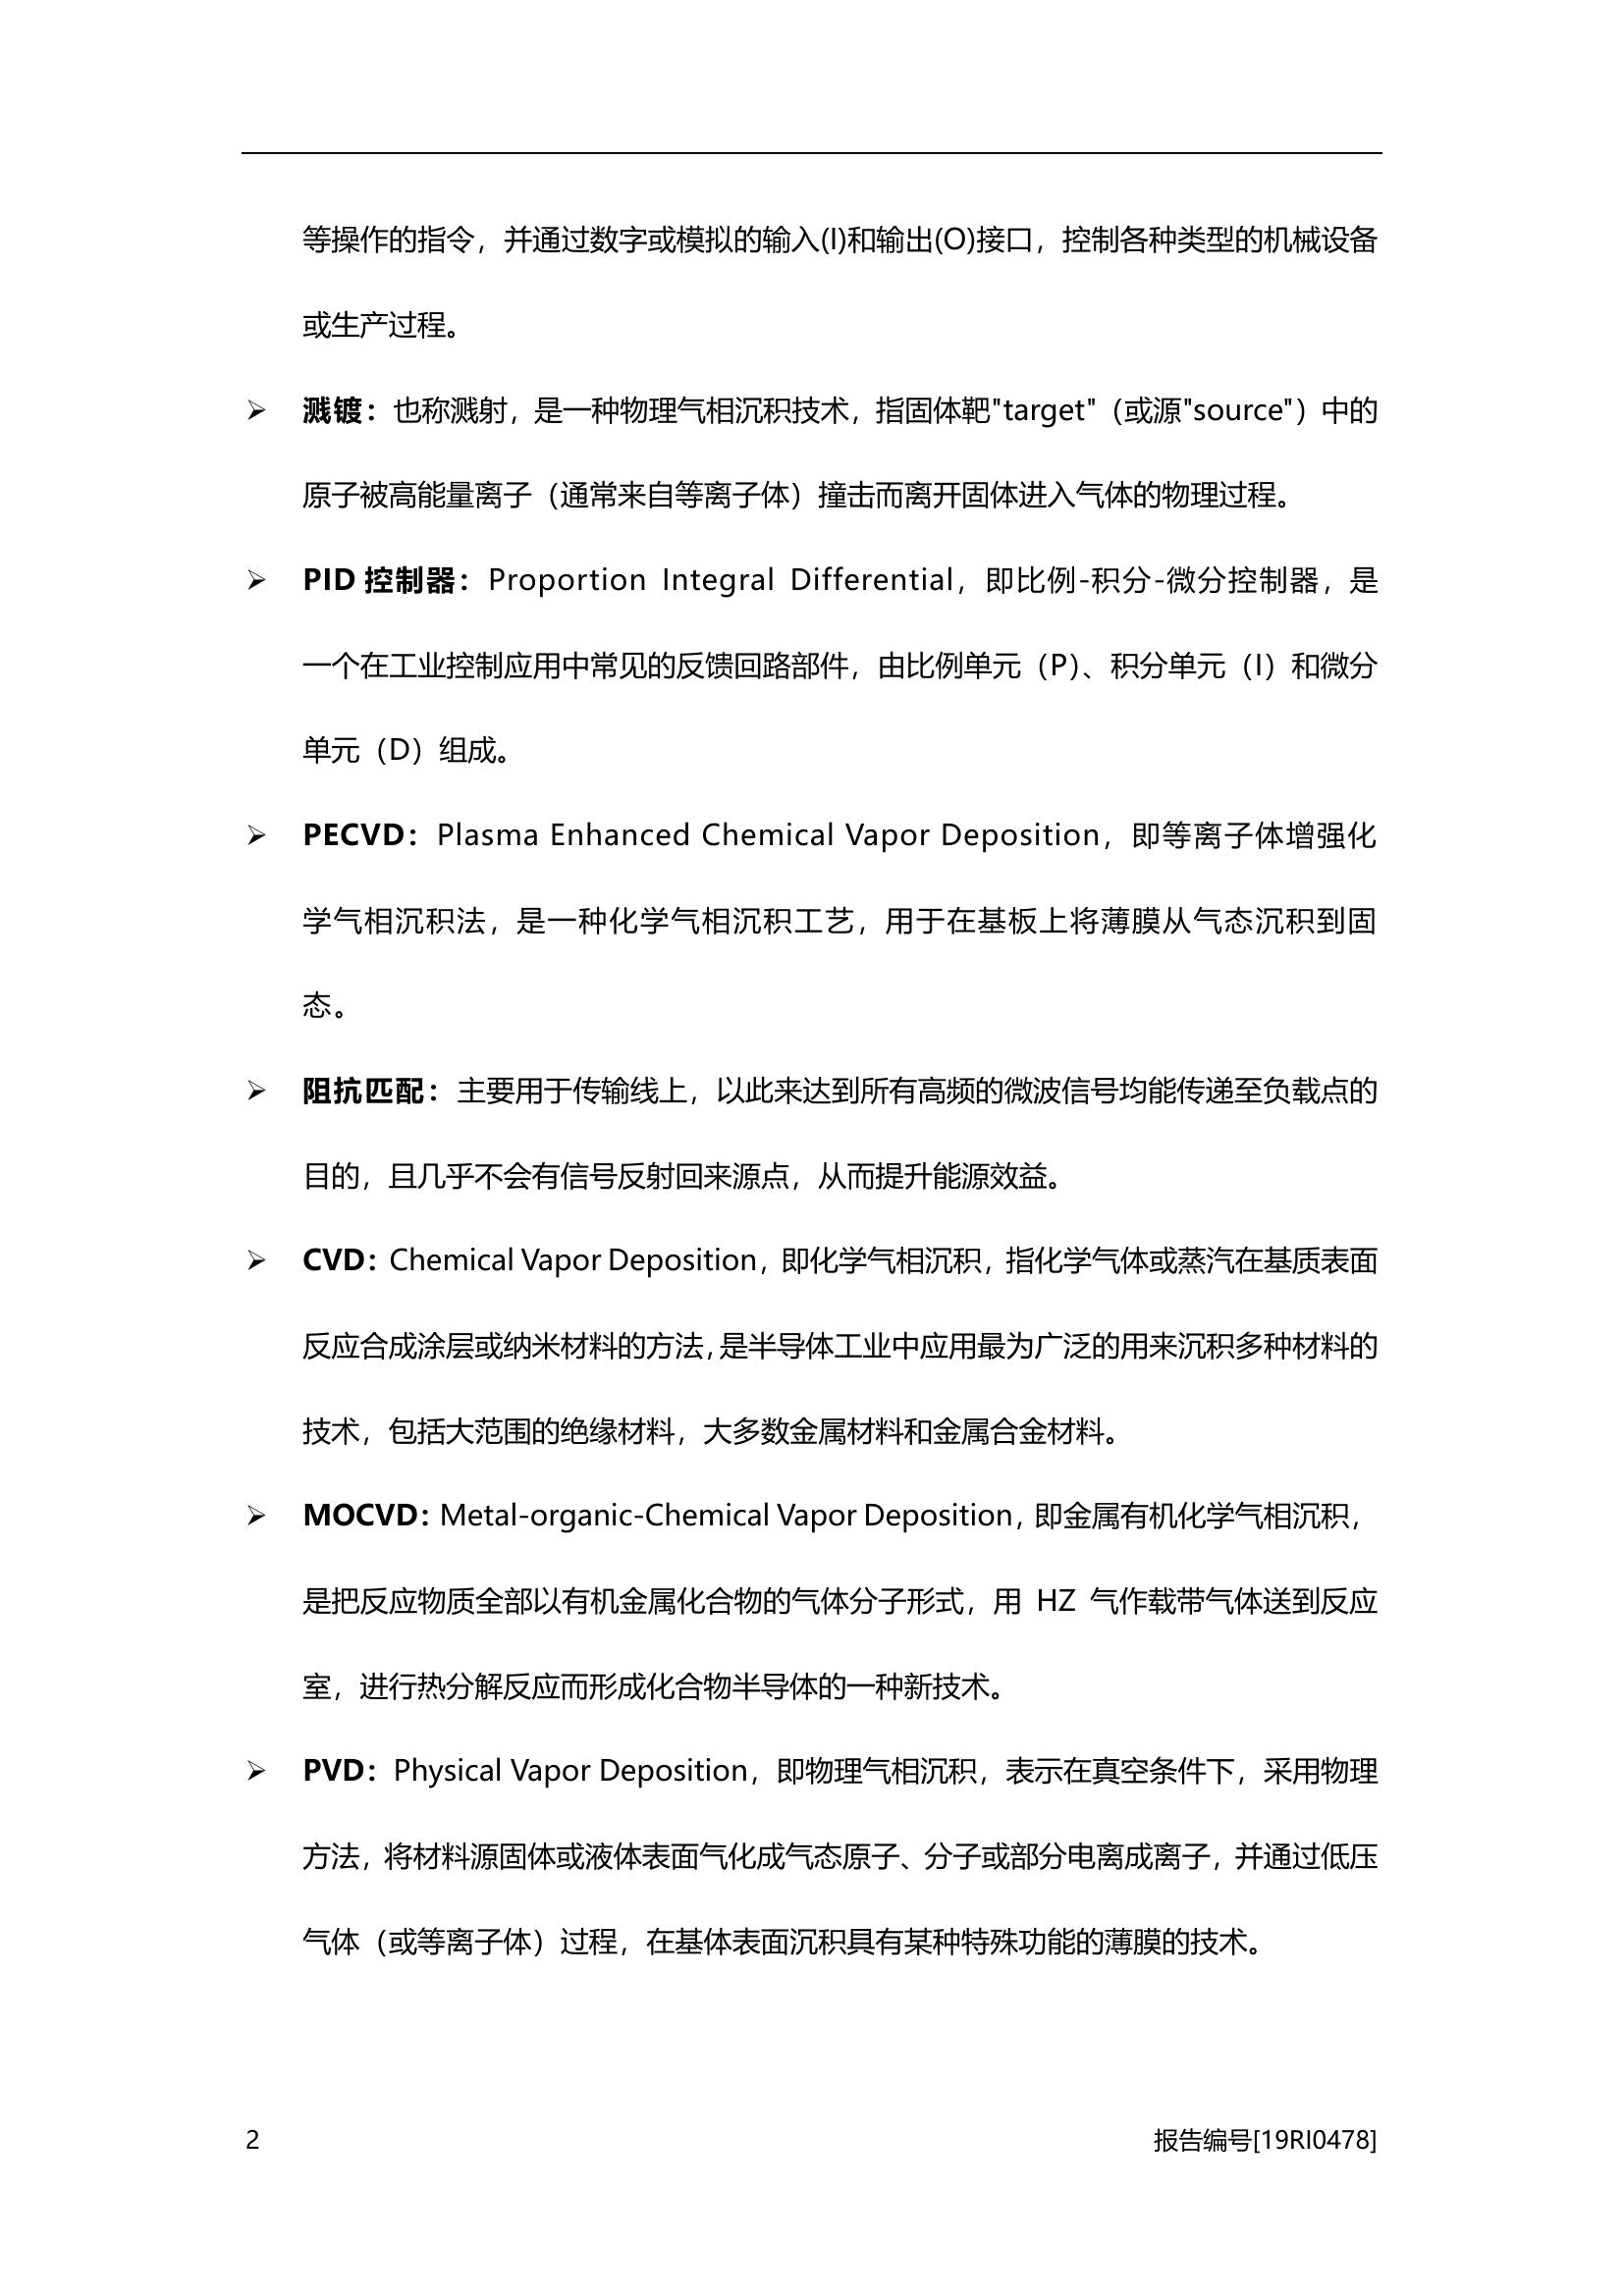 等操作的指令，并通过数字或模拟的输入(I)和输出(O)接口，控制各种类型的机械设备
或生产过程。
➢ 溅镀：也称溅射，是一种物理气相沉积技术，指固体靶"target"（或源"source"）中的
原子被高能量离子（通常来自等离子体）撞击而离开固体进入气体的物理过程。
➢ PID 控制器：Proportion Integral Differential，即比例-积分-微分控制器，是
一个在工业控制应用中常见的反馈回路部件，由比例单元（P）、积分单元（I）和微分
单元（D）组成。
➢ PECVD：Plasma Enhanced Chemical Vapor Deposition，即等离子体增强化
学气相沉积法，是一种化学气相沉积工艺，用于在基板上将薄膜从气态沉积到固
态。
➢ 阻抗匹配：主要用于传输线上，以此来达到所有高频的微波信号均能传递至负载点的
目的，且几乎不会有信号反射回来源点，从而提升能源效益。
➢ CVD：Chemical Vapor Deposition，即化学气相沉积，指化学气体或蒸汽在基质表面
反应合成涂层或纳米材料的方法，是半导体工业中应用最为广泛的用来沉积多种材料的
技术，包括大范围的绝缘材料，大多数金属材料和金属合金材料。
➢ MOCVD：Metal-organic-Chemical Vapor Deposition，即金属有机化学气相沉积，
是把反应物质全部以有机金属化合物的气体分子形式，用 HZ 气作载带气体送到反应
室，进行热分解反应而形成化合物半导体的一种新技术。
➢ PVD：Physical Vapor Deposition，即物理气相沉积，表示在真空条件下，采用物理
方法，将材料源固体或液体表面气化成气态原子、分子或部分电离成离子，并通过低压
气体（或等离子体）过程，在基体表面沉积具有某种特殊功能的薄膜的技术。
2 报告编号[19RI0478]